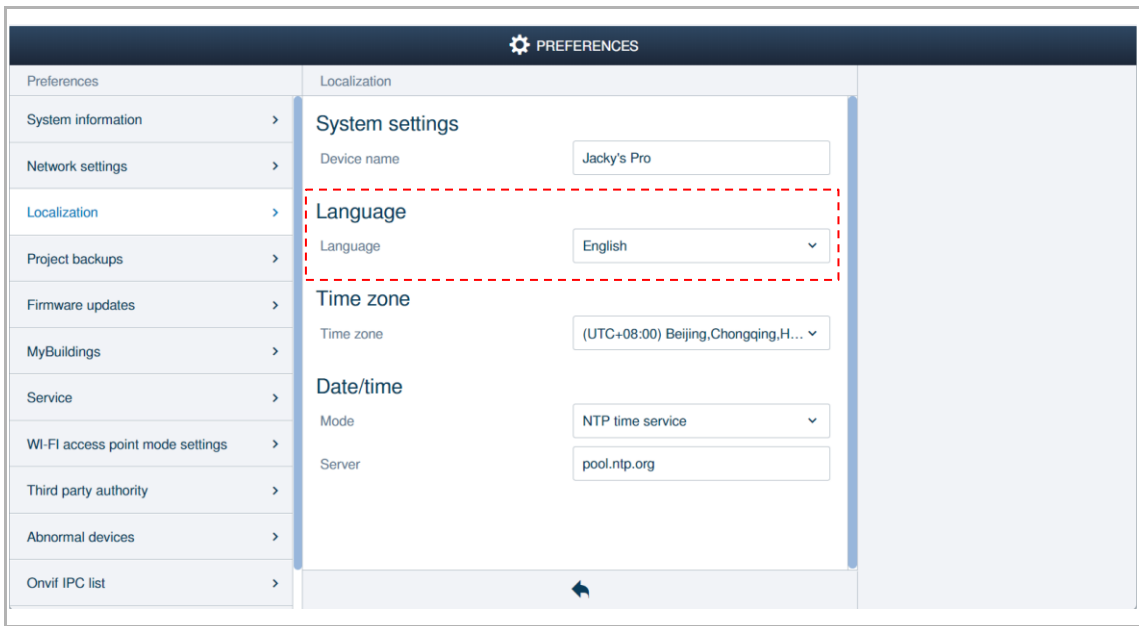 PREFERENCES
Preferences
System information
Network settings
Localization
Project backups
Firmware updates
MyBuildings
Service
WI-FI access point mode settings
Third party authority
Abnormal devices
Onvif IPC list
Localization
System settings
Device name
Jacky's Pro
Language
Language
English
Time zone
Time zone
(UTC+08:00) Beijing,Chongqing,H...
Date/time
Mode
NTP time service
Server
pool.ntp.org